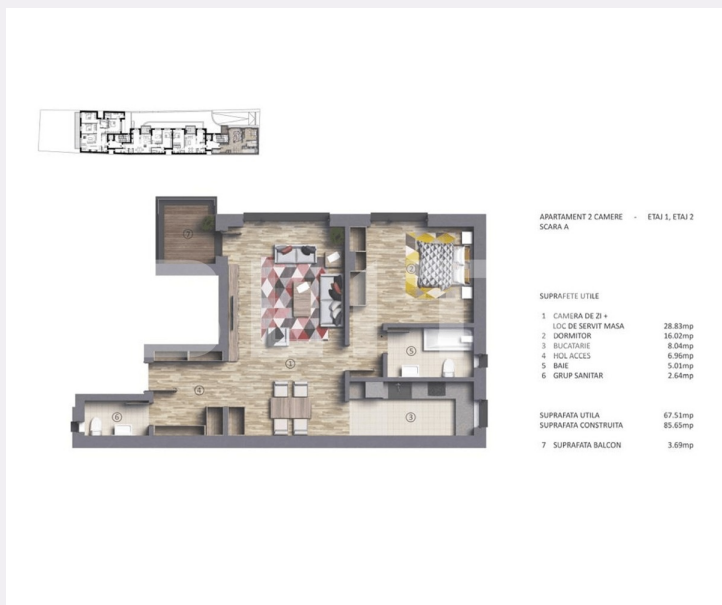 APARTAMENT 2 CAMERE - ETAJ 1, ETAJ 2
SCARA A
SUPRAFETE UTILE
1 CAMERA DE ZI +
LOC DE SERVIT MASA 28.83mp
2 DORMITOR 16.02mp
3 BUCATARIE 8.04mp
4 HOL ACCES 6.96mp
5 BAIE 5.01mp
6 GRUP SANITAR 2.64mp
SUPRAFATA UTILA 67.51mp
SUPRAFATA CONSTRUITA 85.65mp
7 SUPRAFATA BALCON 3.69mp
7
2
1
5
4
6
3